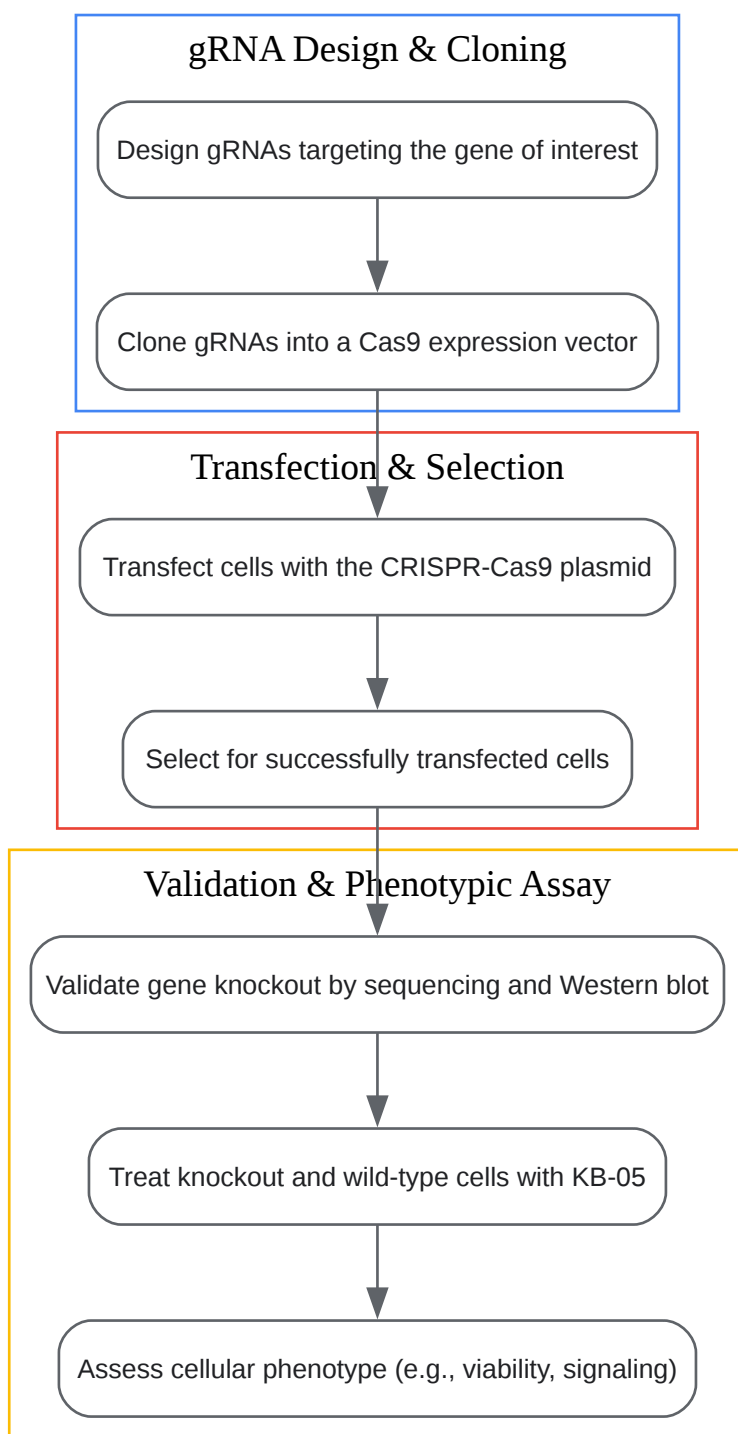 gRNA Design & Cloning
Design gRNAs targeting the gene of interest
Clone gRNAs into a Cas9 expression vector
Transfection & Selection
Transfect cells with the CRISPR-Cas9 plasmid
Select for successfully transfected cells
Validation & Phenotypic Assay
Validate gene knockout by sequencing and Western blot
Treat knockout and wild-type cells with KB-05
Assess cellular phenotype (e.g., viability, signaling)